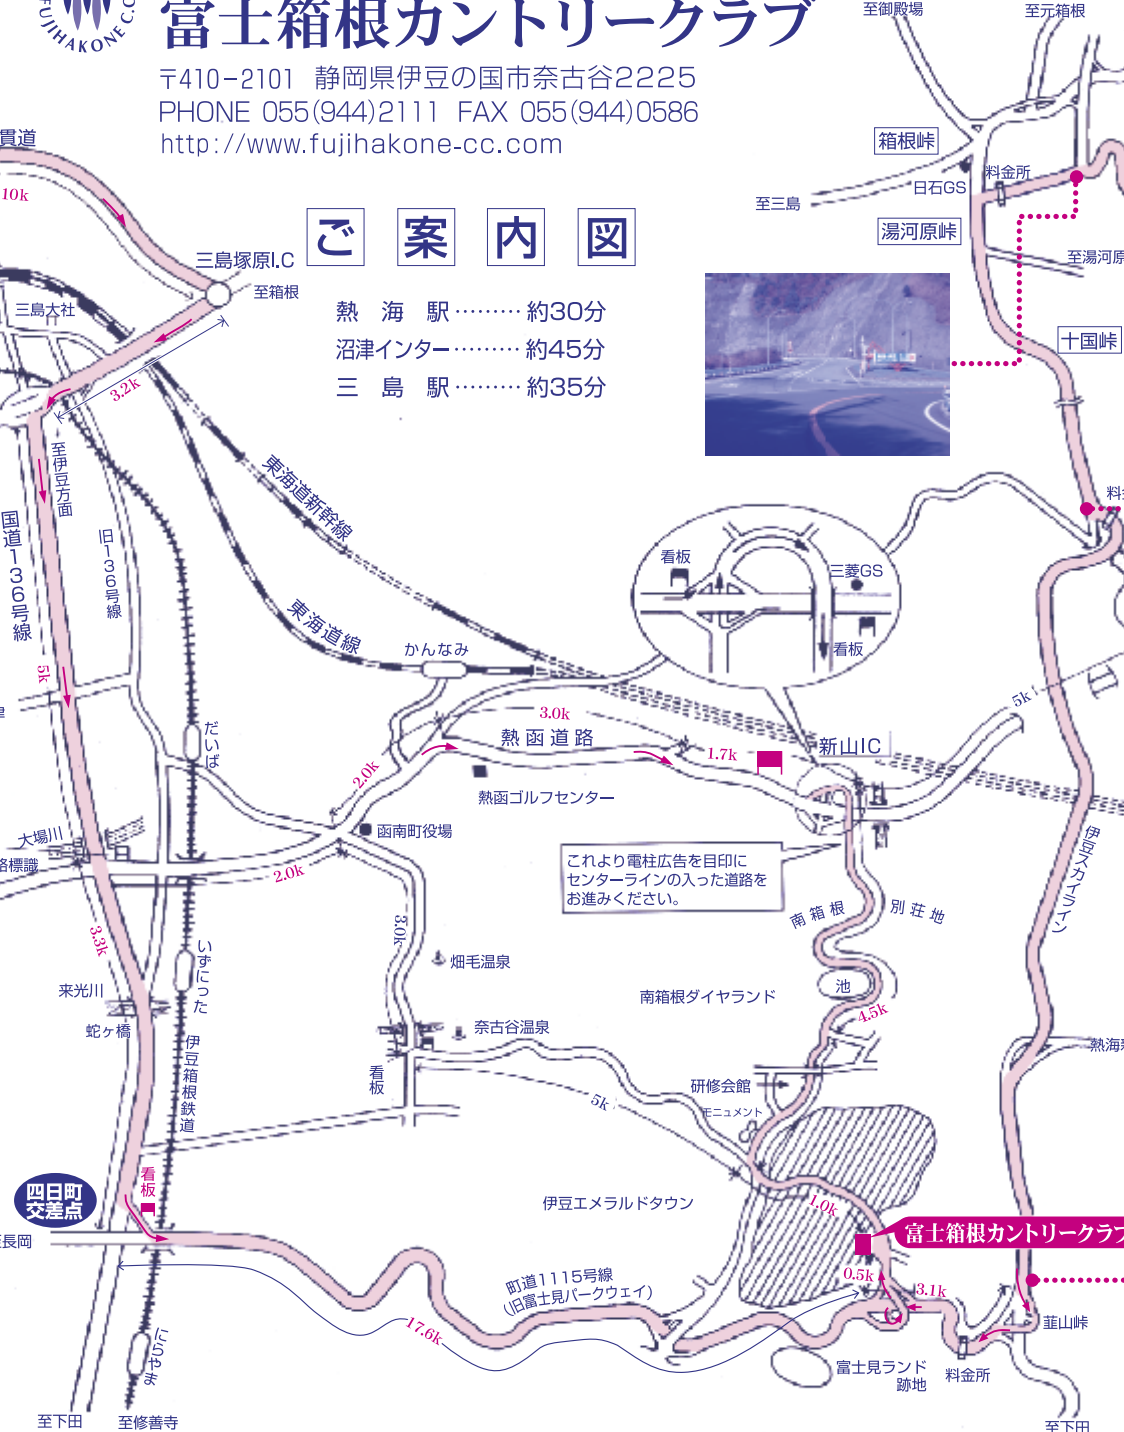 FUJIHAKONE C.C.
富士箱根カントリークラブ
〒410-2101 静岡県伊豆の国市奈古谷2225
PHONE 055(944)2111 FAX 055(944)0586
http://www.fujihakone-cc.com
至御殿場
至元箱根
貫道
10k
箱根峠
料金所
日石GS
至三島
湯河原峠
至湯河原
三島塚原I.C
至箱根
三島大社
ご案内図
熱海駅………約30分
沼津インター………約45分
三島駅………約35分
十国峠
3.2k
至伊豆方面
国道136号線
旧136号線
東海道新幹線
東海道線
かんなみ
看板
三菱GS
看板
5k
5k
だいば
3.0k
熱函道路
1.7k
新山IC
2.0k
熱函ゴルフセンター
函南町役場
大場川
路標識
2.0k
これより電柱広告を目印に
センターラインの入った道路を
お進みください。
伊豆スカイライン
南箱根
別荘地
3.3k
3.0k
いずにった
畑毛温泉
池
南箱根ダイヤランド
4.5k
来光川
蛇ヶ橋
奈古谷温泉
伊豆箱根鉄道
看板
熱海
研修会館
モニュメント
5k
四日町
交差点
看板
伊豆エメラルドタウン
1.0k
富士箱根カントリークラブ
長岡
町道1115号線
(旧富士見パークウェイ)
0.5k
3.1k
17.6k
韮山峠
にらやま
富士見ランド
跡地
料金所
至下田
至修善寺
至下田